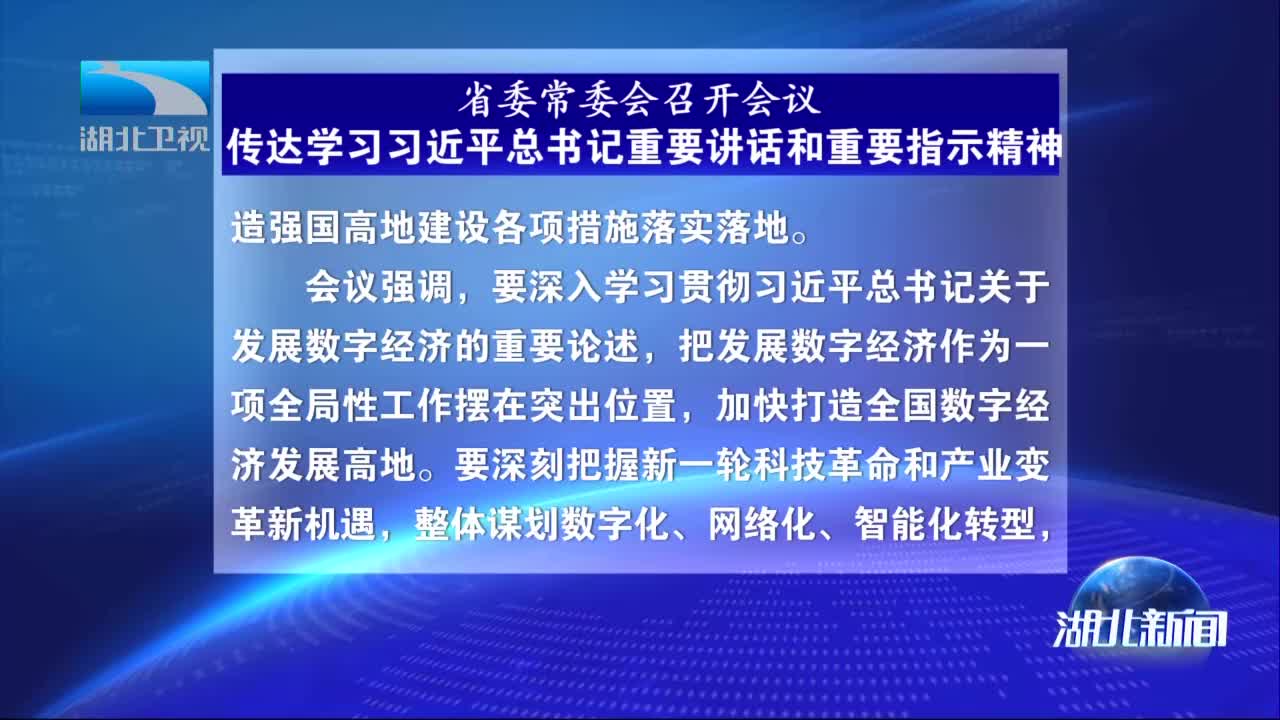 湖北卫视
省委常委会召开会议
传达学习习近平总书记重要讲话和重要指示精神
造强国高地建设各项措施落实落地。
会议强调，要深入学习贯彻习近平总书记关于
发展数字经济的重要论述，把发展数字经济作为一
项全局性工作摆在突出位置，加快打造全国数字经
济发展高地。要深刻把握新一轮科技革命和产业变
革新机遇，整体谋划数字化、网络化、智能化转型，
湖北新闻